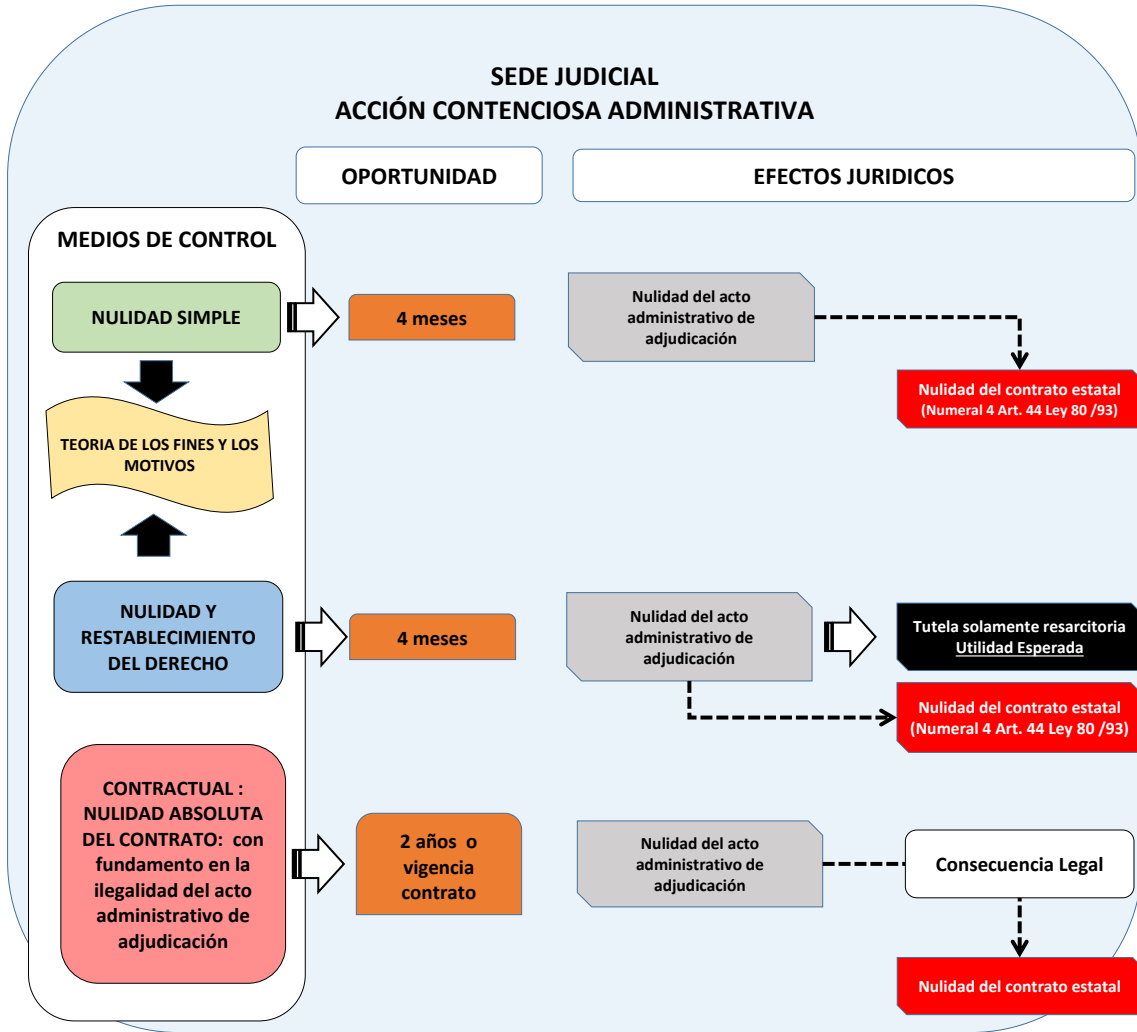 SEDE JUDICIAL
ACCIÓN CONTENCIOSA ADMINISTRATIVA
OPORTUNIDAD
EFECTOS JURIDICOS
MEDIOS DE CONTROL
NULIDAD SIMPLE
4 meses
Nulidad del acto
administrativo de
adjudicación
Nulidad del contrato estatal
(Numeral 4 Art. 44 Ley 80 /93)
TEORIA DE LOS FINES Y LOS
MOTIVOS
NULIDAD Y
RESTABLECIMIENTO
DEL DERECHO
4 meses
Nulidad del acto
administrativo de
adjudicación
Tutela solamente resarcitoria
Utilidad Esperada
Nulidad del contrato estatal
(Numeral 4 Art. 44 Ley 80 /93)
CONTRACTUAL :
NULIDAD ABSOLUTA
DEL CONTRATO: con
fundamento en la
ilegalidad del acto
administrativo de
adjudicación
2 años o
vigencia
contrato
Nulidad del acto
administrativo de
adjudicación
Consecuencia Legal
Nulidad del contrato estatal